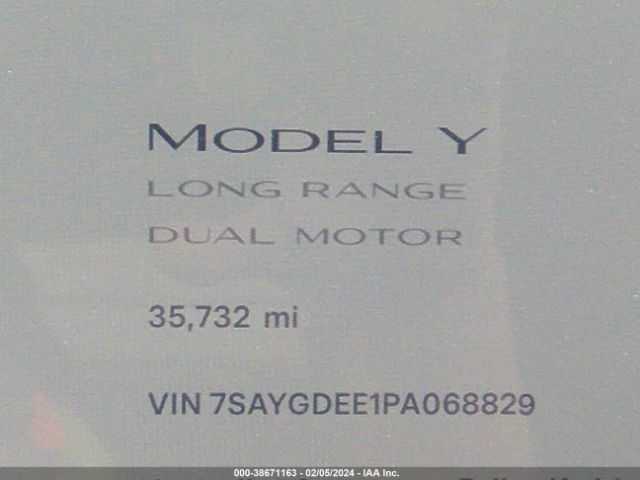 MODEL Y
LONG RANGE
DUAL MOTOR
35,732 mi
VIN 7SAYGDEE1PA068829
000-38671163 - 02/05/2024 - IAA Inc.